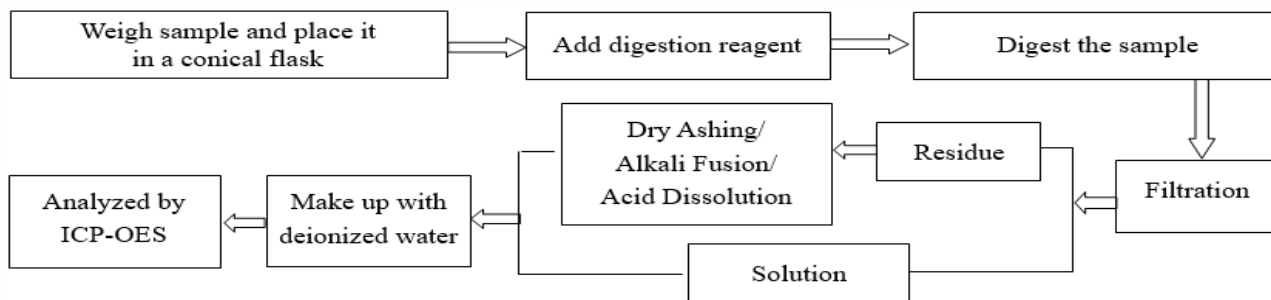 Weigh sample and place it
in a conical flask
Add digestion reagent
Digest the sample
Filtration
Residue
Dry Ashing/
Alkali Fusion/
Acid Dissolution
Solution
Make up with
deionized water
Analyzed by
ICP-OES